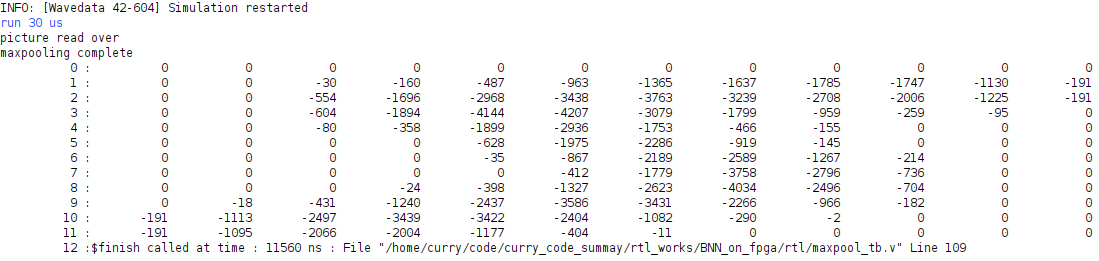 INFO: [Wavedata 42-604] Simulation restarted
run 30 us
picture read over
maxpooling complete
0 : 0 0 0 0 0 0 0 0 0 0 0 0
1 : 0 0 -30 -160 -487 -963 -1365 -1637 -1785 -1747 -1130 -191
2 : 0 0 -554 -1696 -2968 -3438 -3763 -3239 -2708 -2006 -1225 -191
3 : 0 0 -604 -1894 -4144 -4207 -3079 -1799 -959 -259 -95 0
4 : 0 0 -80 -358 -1899 -2936 -1753 -466 -155 0 0 0
5 : 0 0 0 0 -628 -1975 -2286 -919 -145 0 0 0
6 : 0 0 0 0 -35 -867 -2189 -2589 -1267 -214 0 0
7 : 0 0 0 0 0 -412 -1779 -3758 -2796 -736 0 0
8 : 0 0 0 -24 -398 -1327 -2623 -4034 -2496 -704 0 0
9 : 0 -18 -431 -1240 -2437 -3586 -3431 -2266 -966 -182 0 0
10 : -191 -1113 -2497 -3439 -3422 -2404 -1082 -290 -2 0 0 0
11 : -191 -1095 -2066 -2004 -1177 -404 -11 0 0 0 0 0
12 :$finish called at time : 11560 ns : File "/home/curry/code/curry_code_summay/rtl_works/BNN_on_fpga/rtl/maxpool_tb.v" Line 109